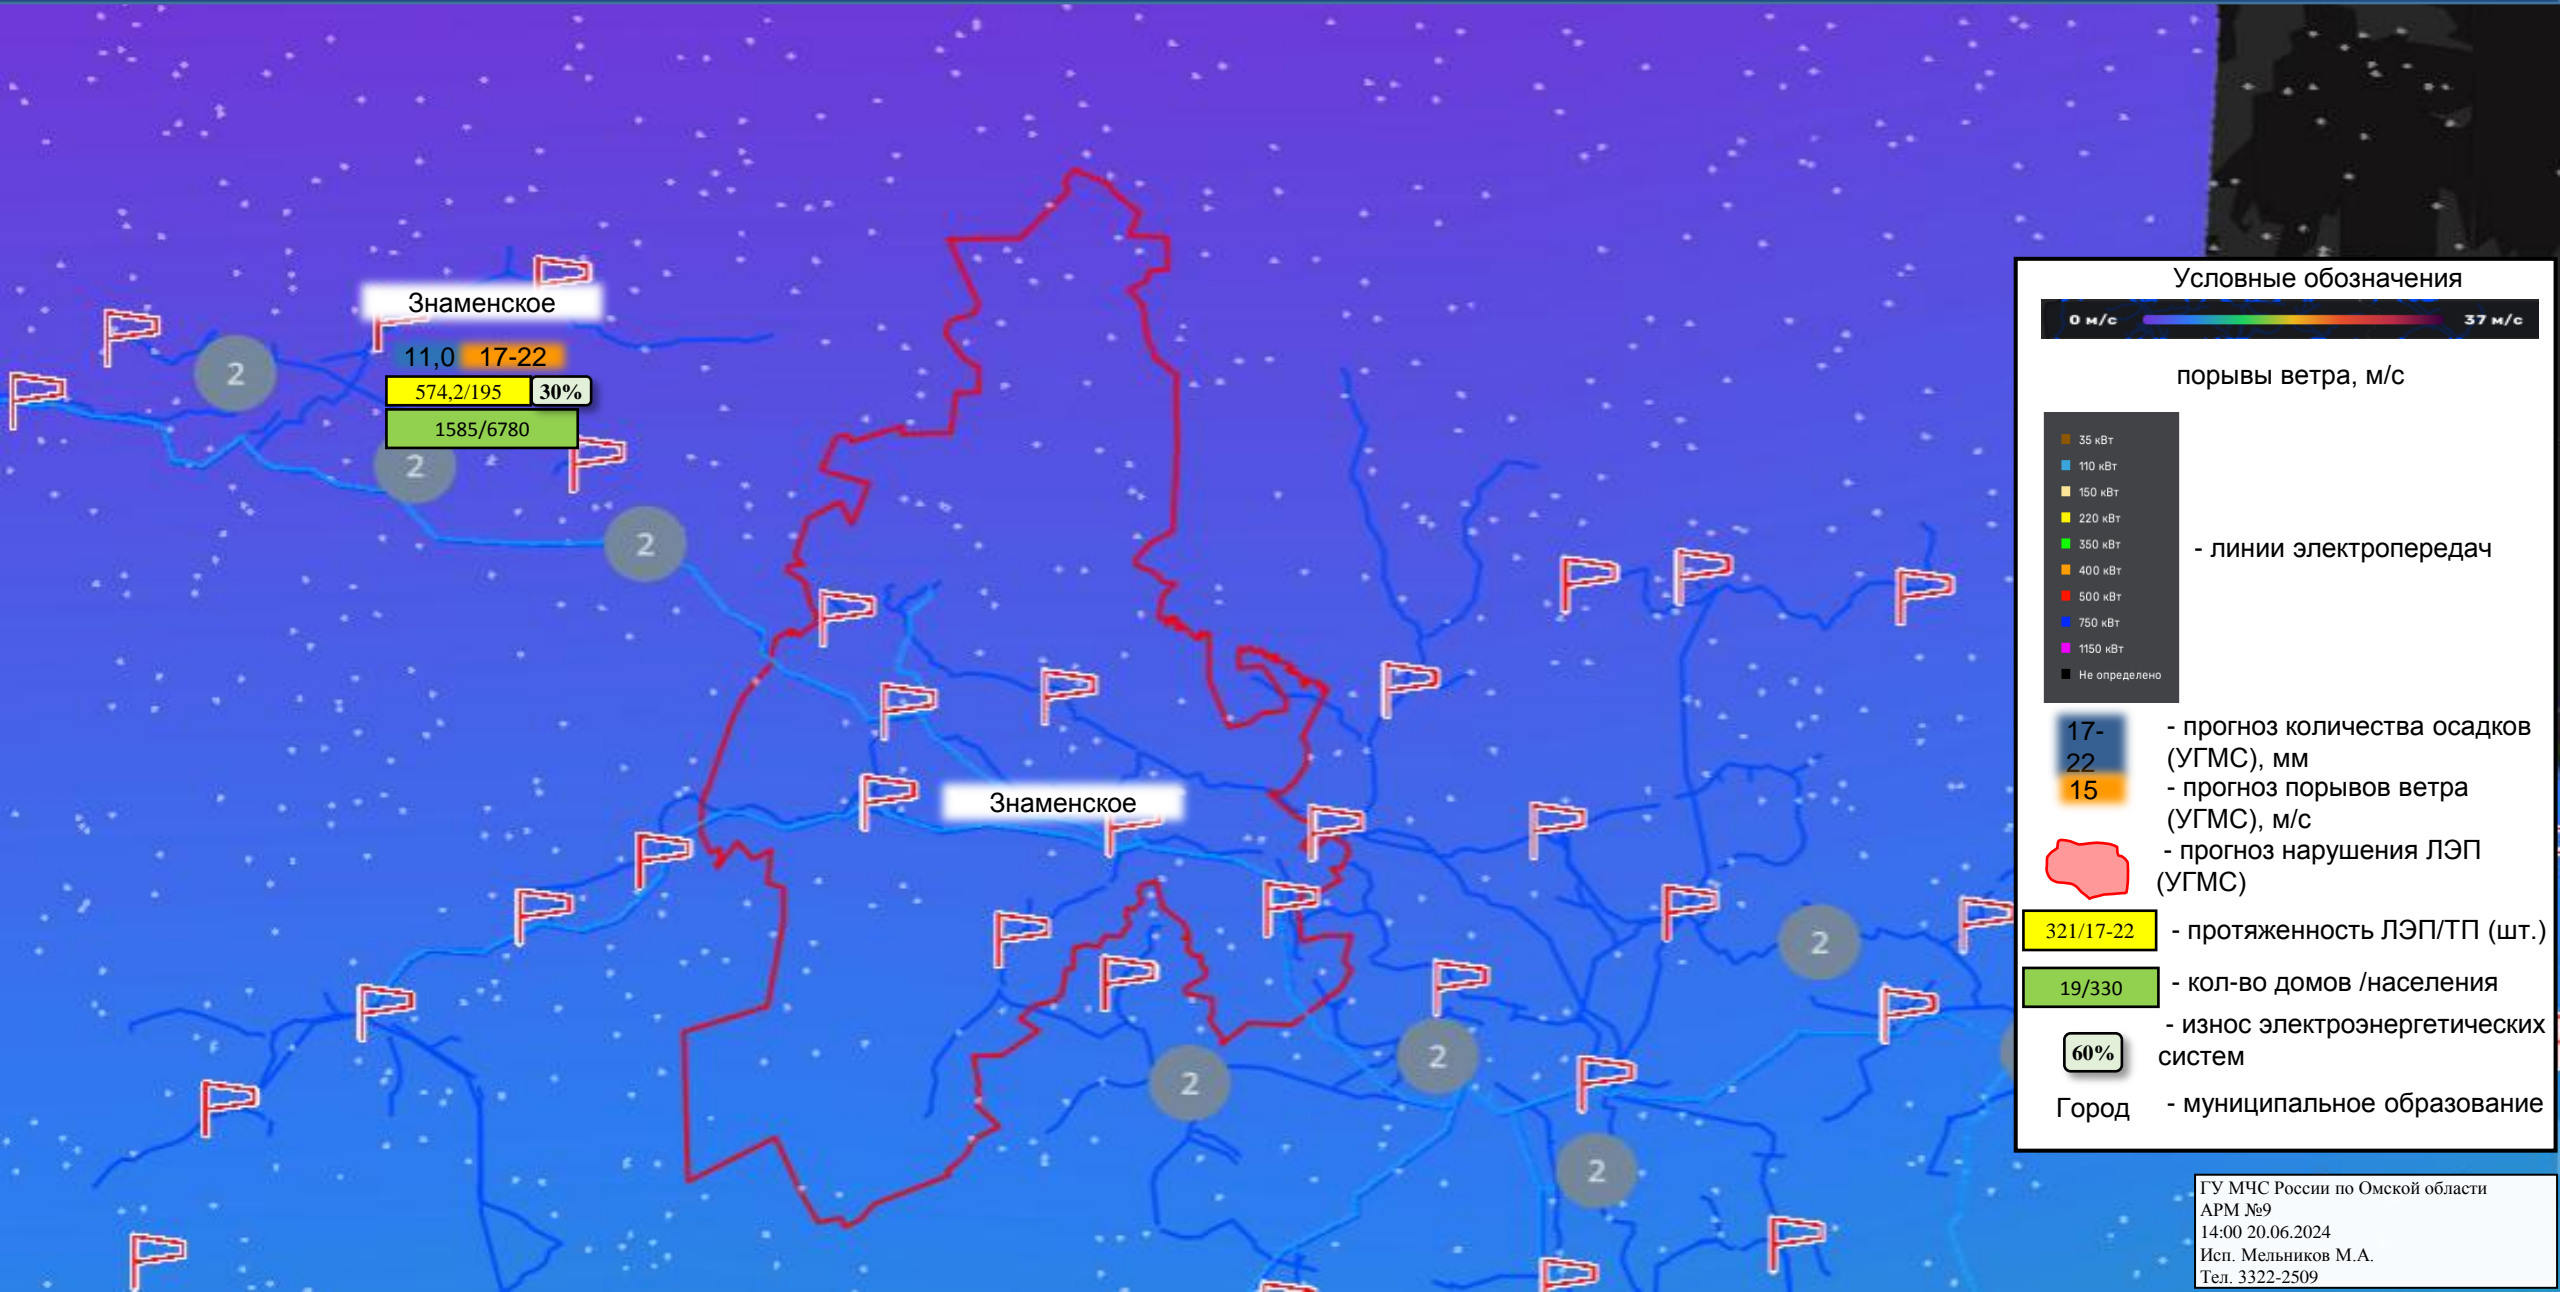 Знаменское
11,0 17-22
574,2/195 30%
1585/6780
2
2
2
Знаменское
2
2
2
2
Условные обозначения
0 м/с 37 м/с
порывы ветра, м/с
35 кВт
110 кВт
150 кВт
220 кВт
350 кВт
400 кВт
500 кВт
750 кВт
1150 кВт
Не определено
- линии электропередач
17-
22
- прогноз количества осадков
(УГМС), мм
15
- прогноз порывов ветра
(УГМС), м/с
- прогноз нарушения ЛЭП
(УГМС)
321/17-22 - протяженность ЛЭП/ТП (шт.)
19/330 - кол-во домов /населения
60%
- износ электроэнергетических
систем
Город - муниципальное образование
ГУ МЧС России по Омской области
АРМ №9
14:00 20.06.2024
Исп. Мельников М.А.
Тел. 3322-2509